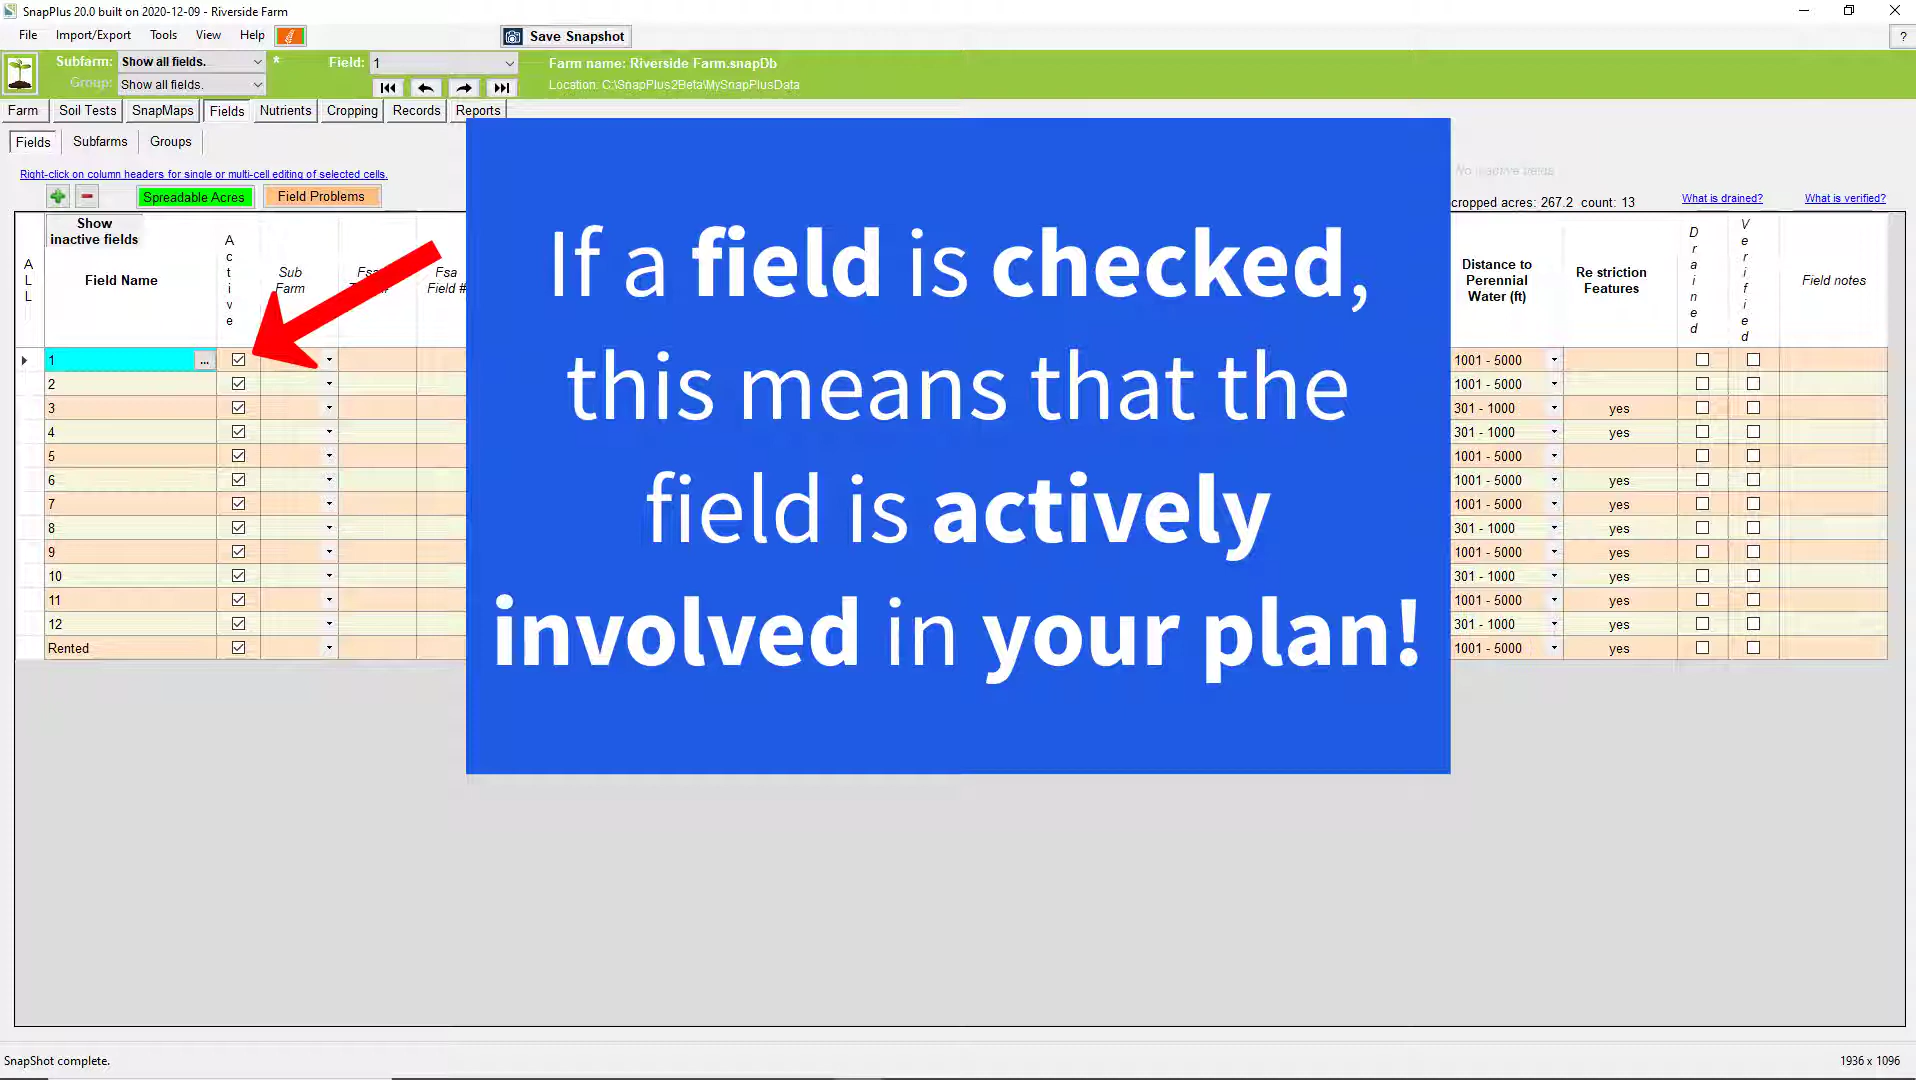 SnapPlus 20.0 built on 2020-12-09 - Riverside Farm
File Import/Export Tools View Help
Save Snapshot
?
Subfarm: Show all fields. * Field: 1
Farm name: Riverside Farm.snapDb
Group: Show all fields.
Location: C:\SnapPlus2Beta\MySnapPlusData
Farm Soil Tests SnapMaps Fields Nutrients Cropping Records Reports
Fields Subfarms Groups
Right-click on column headers for single or multi-cell editing of selected cells.
No inactive fields
Spreadable Acres Field Problems
cropped acres: 267.2 count: 13 What is drained? What is verified?
Show inactive fields
ALL
Field Name
Active
Sub Farm
Fsa
Fsa Field #
Distance to Perennial Water (ft)
Re striction Features
Drained
Verified
Field notes
1 ... 1001 - 5000
2 1001 - 5000
3 301 - 1000 yes
4 301 - 1000 yes
5 1001 - 5000
6 1001 - 5000 yes
7 1001 - 5000 yes
8 301 - 1000 yes
9 1001 - 5000 yes
10 301 - 1000 yes
11 1001 - 5000 yes
12 301 - 1000 yes
Rented 1001 - 5000 yes
If a field is checked,
this means that the
field is actively
involved in your plan!
SnapShot complete.
1936 x 1096